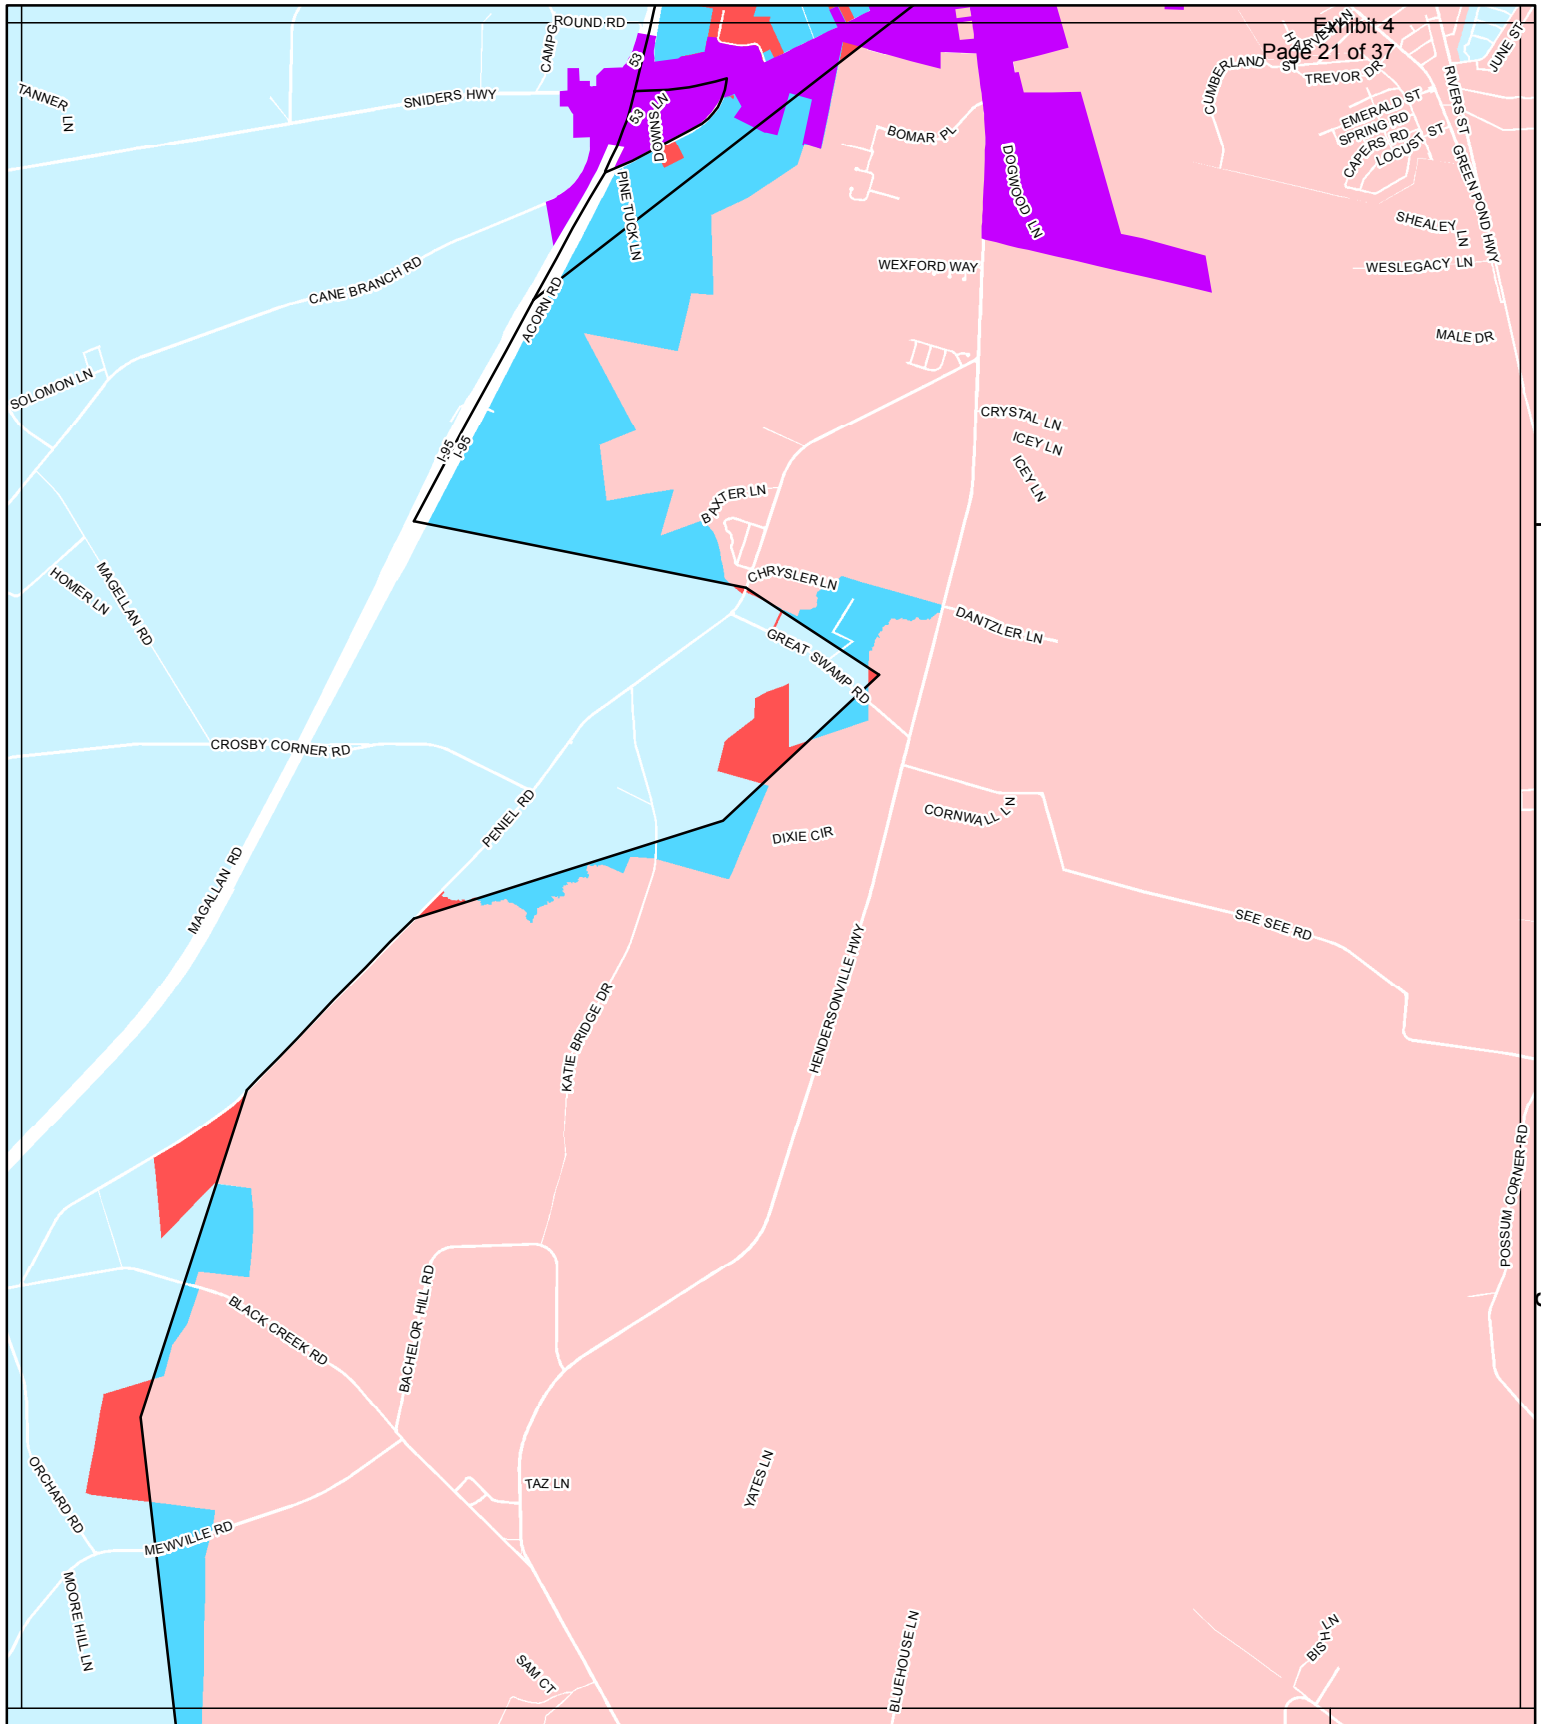 Exhibit 4
Page 21 of 37
ROUND RD
CAMPG
53
TANNER LN
SNIDERS HWY
53
DOWNS LN
PINE TUCK LN
BOMAR PL
DOGWOOD LN
CUMBERLAND ST
HARVEY LN
TREVOR DR
JUNE ST
RIVERS ST
EMERALD ST
SPRING RD
CAPERS RD
LOCUST ST
GREEN POND HWY
SHEALEY LN
WESLEGACY LN
MALE DR
WEXFORD WAY
CANE BRANCH RD
ACORN RD
SOLOMON LN
I-95
I-95
CRYSTAL LN
ICEY LN
ICEY LN
BAXTER LN
CHRYSLER LN
MAGELLAN RD
HOMER LN
DANTZLER LN
GREAT SWAMP RD
CROSBY CORNER RD
PENIEL RD
DIXIE CIR
CORNWALL LN
MAGALLAN RD
SEE SEE RD
HENDERSONVILLE HWY
KATIE BRIDGE DR
POSSUM CORNER RD
BLACK CREEK RD
BACHELOR HILL RD
ORCHARD RD
TAZ LN
YATES LN
MEWVILLE RD
MOORE HILL LN
SAM CT
BLUEHOUSE LN
BISH LN